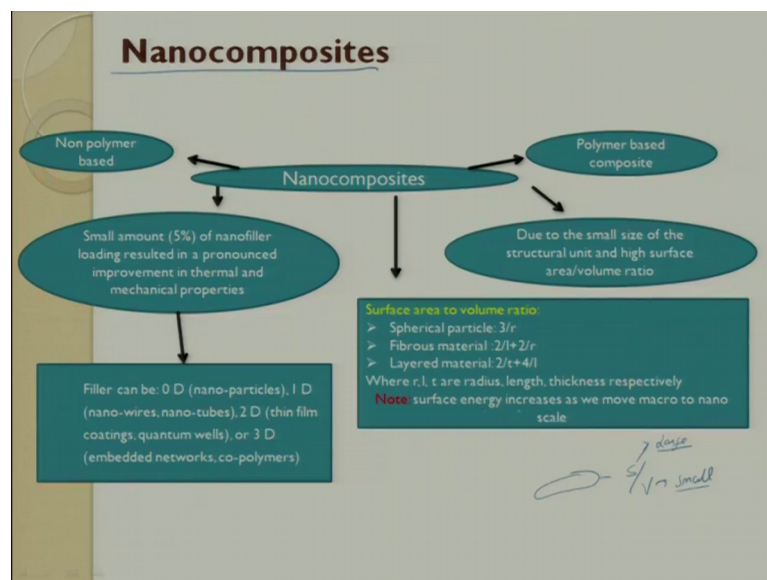 Nanocomposites
Non polymer
based
Polymer based
composite
Nanocomposites
Small amount (5%) of nanofiller
loading resulted in a pronounced
improvement in thermal and
mechanical properties
Due to the small size of the
structural unit and high surface
area/volume ratio
Surface area to volume ratio:
➢ Spherical particle: 3/r
➢ Fibrous material :2/l+2/r
➢ Layered material: 2/t+4/l
Where r, l, t are radius, length, thickness respectively
Note: surface energy increases as we move macro to nano
scale
Filler can be: 0 D (nano-particles), 1 D
(nano-wires, nano-tubes), 2 D (thin film
coatings, quantum wells), or 3 D
(embedded networks, co-polymers)
large
S/V small